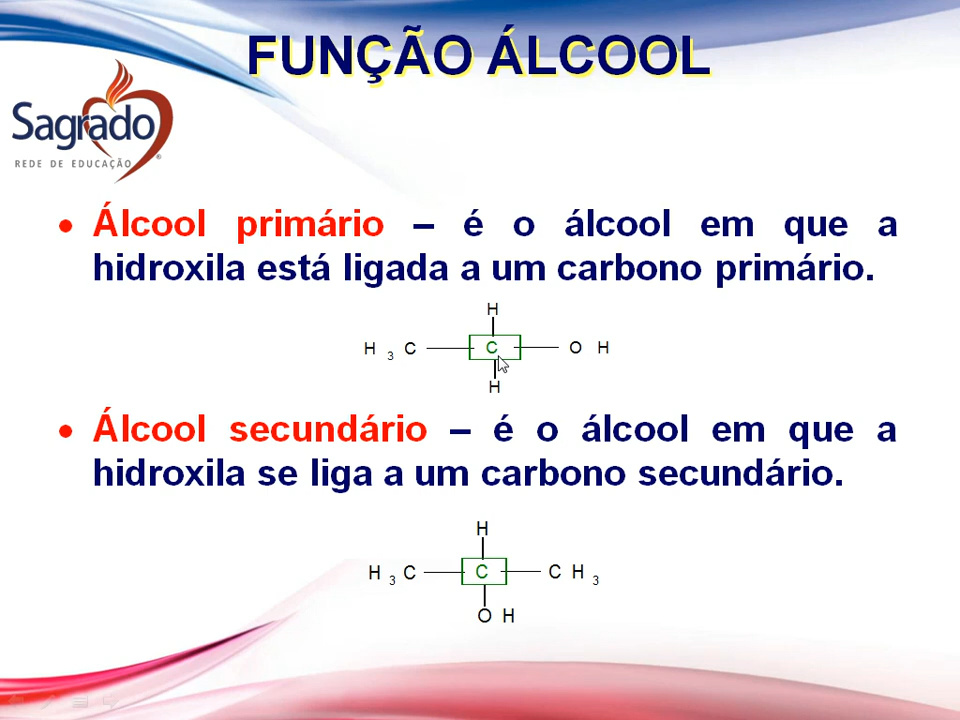 FUNÇÃO ÁLCOOL
Sagrado
REDE DE EDUCAÇÃO ®
• Álcool primário – é o álcool em que a
hidroxila está ligada a um carbono primário.
H
H 3 C C O H
H
• Álcool secundário – é o álcool em que a
hidroxila se liga a um carbono secundário.
H
H 3 C C C H 3
O H